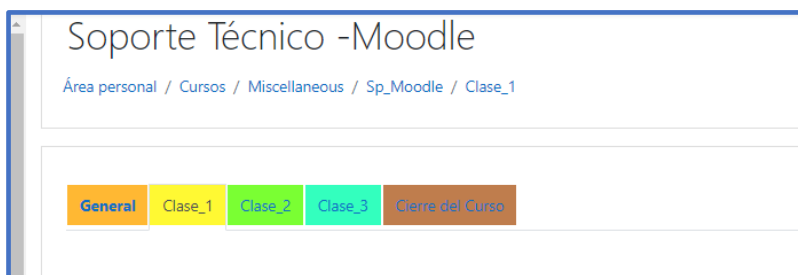 Soporte Técnico -Moodle
Área personal / Cursos / Miscellaneous / Sp_Moodle / Clase_1
General Clase_1 Clase_2 Clase_3 Cierre del Curso